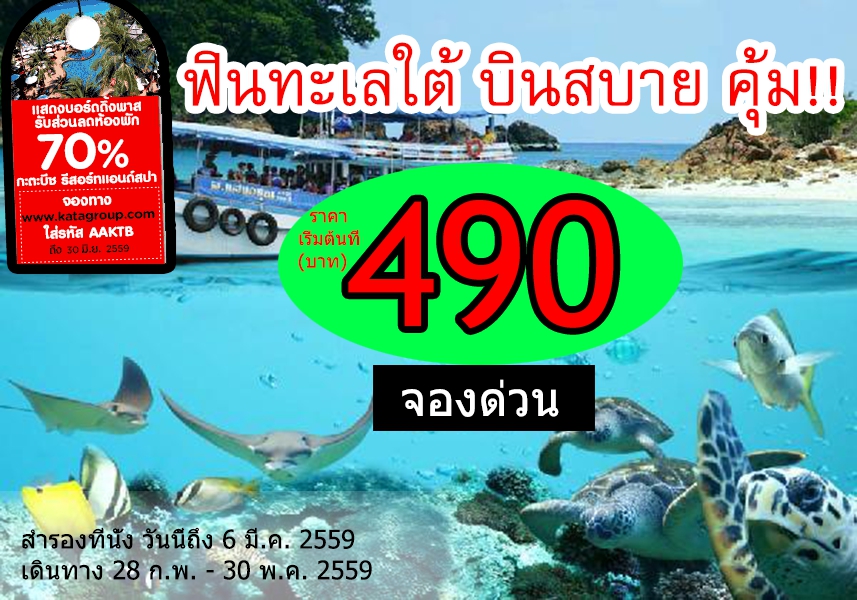 ฟินทะเลใต้ บินสบาย คุ้ม!!
แสดงบอร์ดดิ้งพาส
รับส่วนลดห้องพัก
70%
กะตะบีช รีสอร์ทแอนด์สปา
จองทาง
www.katagroup.com
ใส่รหัส AAKTB
ถึง 30 มิ.ย. 2559
ราคา
เริ่มต้นที่
(บาท)
490
จองด่วน
สำรองที่นั่ง วันนี้ถึง 6 มี.ค. 2559
เดินทาง 28 ก.พ. - 30 พ.ค. 2559